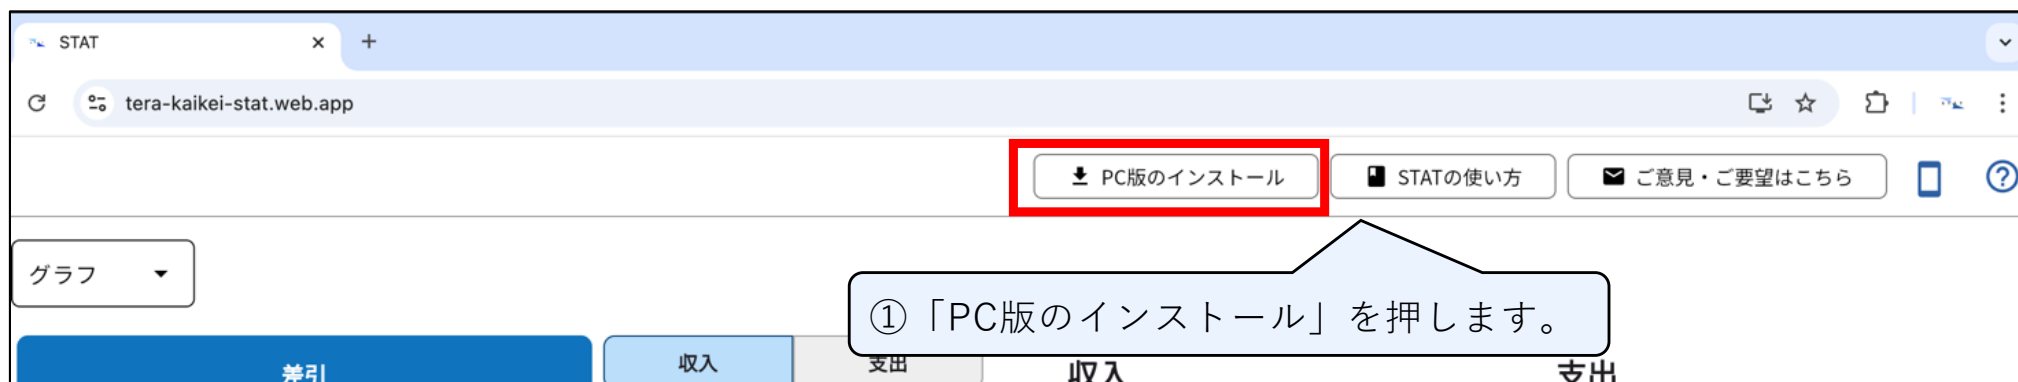 STAT
tera-kaikei-stat.web.app
PC版のインストール
STATの使い方
ご意見・ご要望はこちら
グラフ
①「PC版のインストール」を押します。
差引
収入
支出
収入
支出